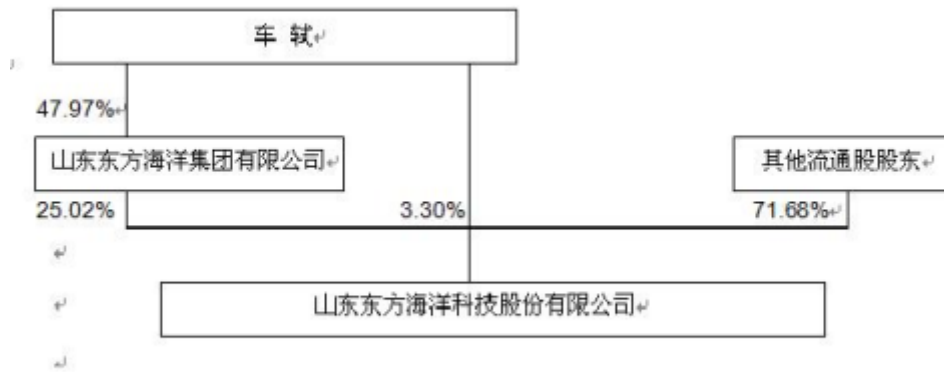 车 轼
47.97%
山东东方海洋集团有限公司
其他流通股股东
25.02%
3.30%
71.68%
山东东方海洋科技股份有限公司